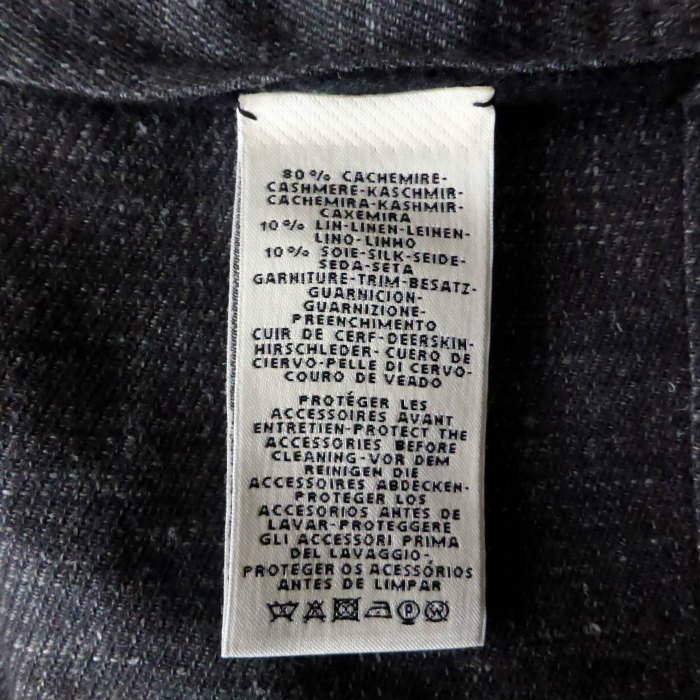 80% CACHEMIRE-
CASHMERE-KASCHMIR-
CACHEMIRA-KASHMIR-
CAXEMIRA
10% LIN-LINEN-LEINEN-
LINO-LINHO
10% SOIE-SILK-SEIDE-
SEDA-SETA
GARNITURE-TRIM-BESATZ-
GUARNICION-
GUARNIZIONE-
PREENCHIMENTO
CUIR DE CERF-DEERSKIN-
HIRSCHLEDER-CUERO DE
CIERVO-PELLE DI CERVO-
COURO DE VEADO
PROTÉGER LES
ACCESSOIRES AVANT
ENTRETIEN-PROTECT THE
ACCESSORIES BEFORE
CLEANING-VOR DEM
REINIGEN DIE
ACCESSOIRES ABDECKEN-
PROTEGER LOS
ACCESORIOS ANTES DE
LAVAR-PROTEGGERE
GLI ACCESSORI PRIMA
DEL LAVAGGIO-
PROTEGER OS ACESSÓRIOS
ANTES DE LIMPAR
P W